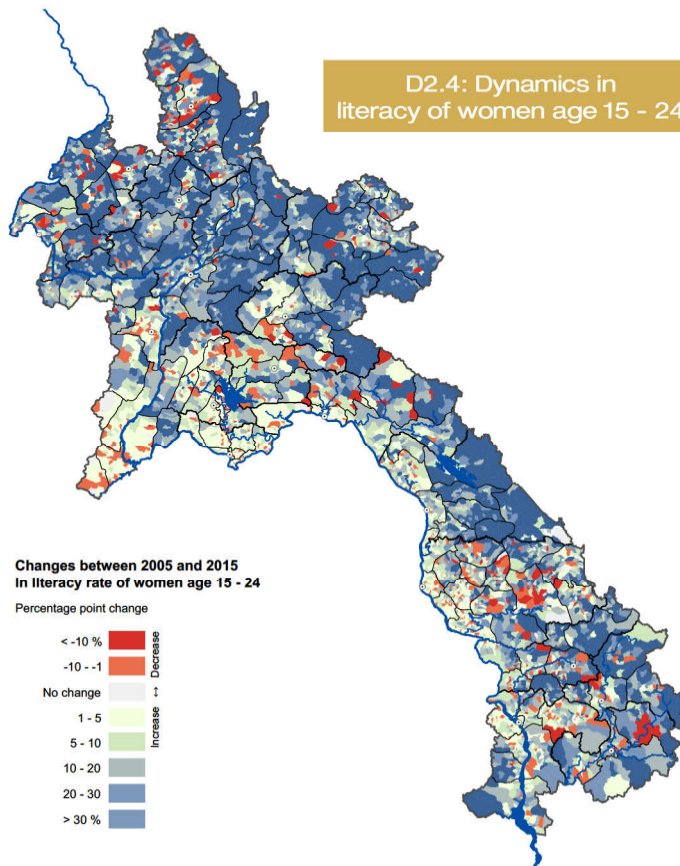 D2.4: Dynamics in
literacy of women age 15 - 24
Changes between 2005 and 2015
In literacy rate of women age 15 - 24
Percentage point change
< -10 %
-10 - -1
No change
1 - 5
5 - 10
10 - 20
20 - 30
> 30 %
Decrease
↔
Increase